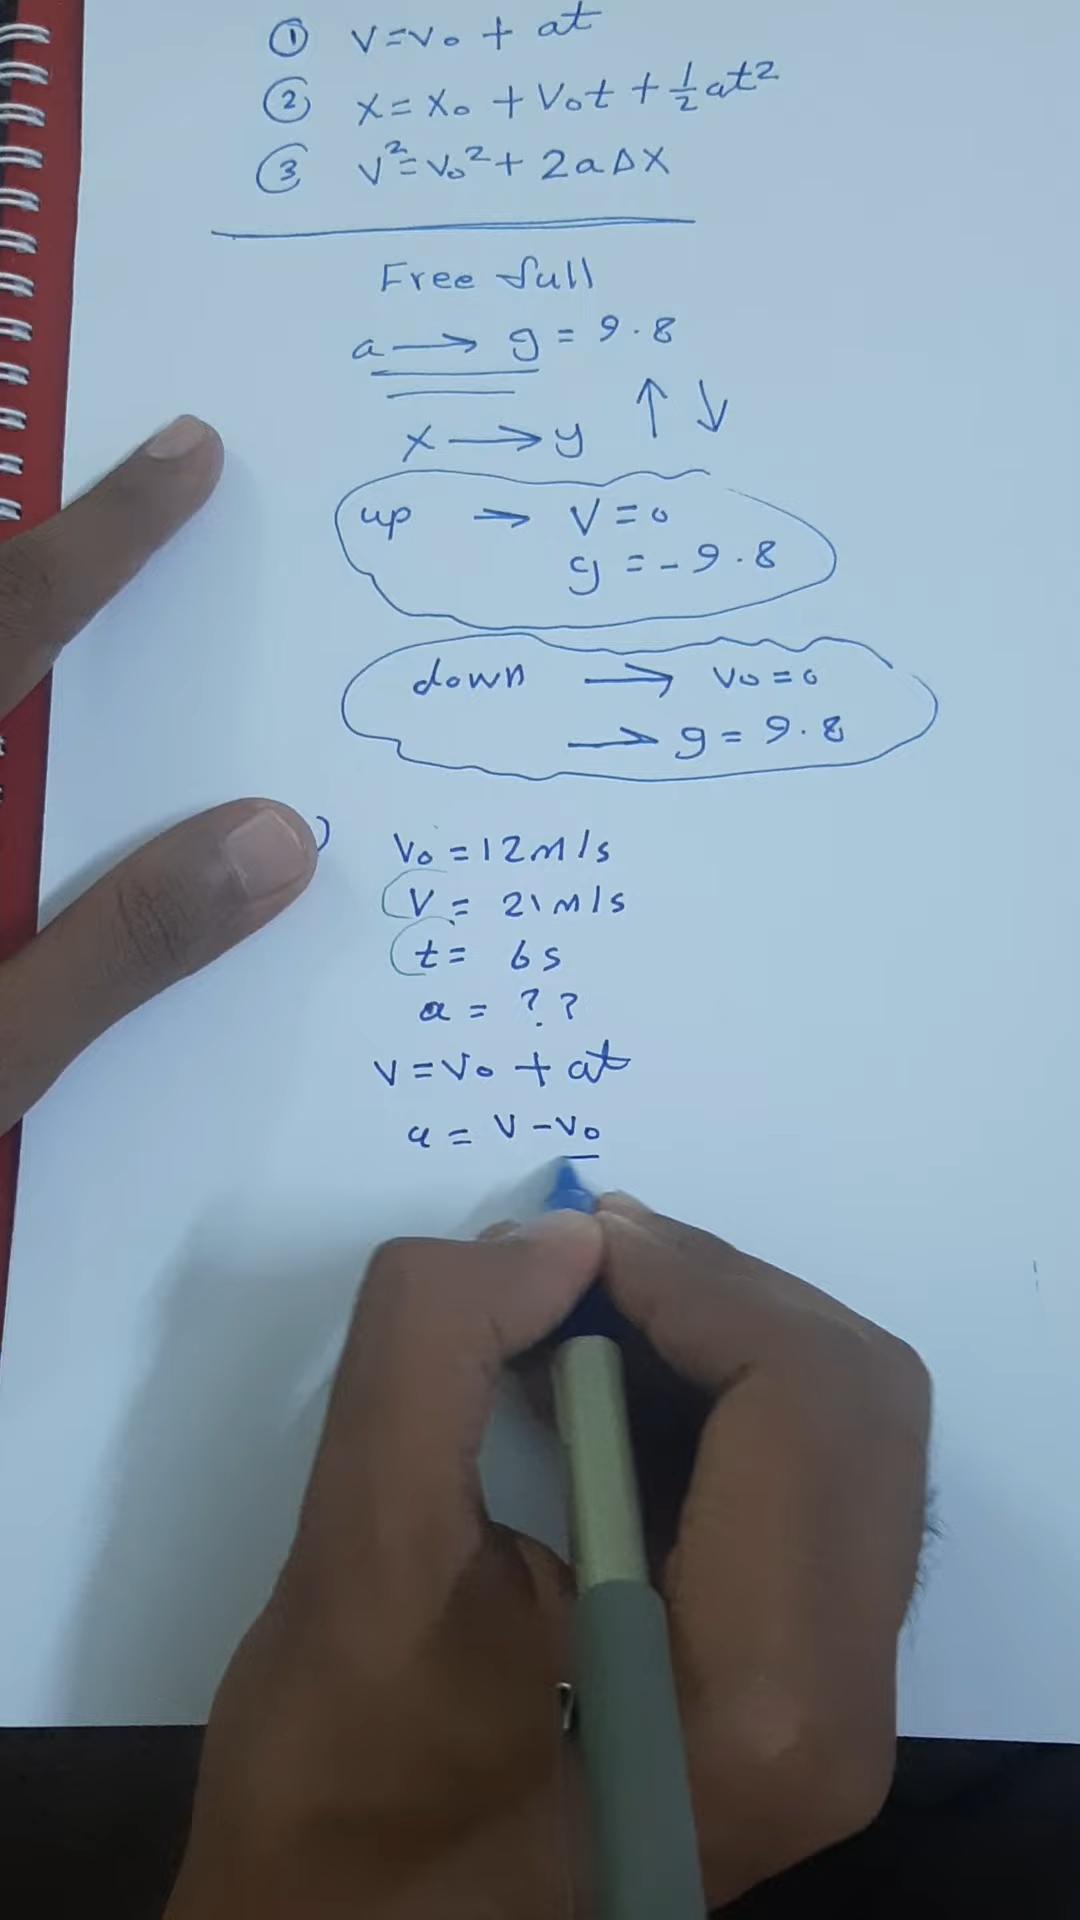 ① v=v₀ + at
② x=x₀ + v₀t + ½at²
③ v²=v₀²+ 2aΔx
Free full
a → g = 9.8
x → y ↑ ↓
up → v=0
g = -9.8
down → v₀ =0
→ g = 9.8
) v₀ =12m/s
v = 21m/s
t = 6s
a = ??
v=v₀ + at
a = v -v₀